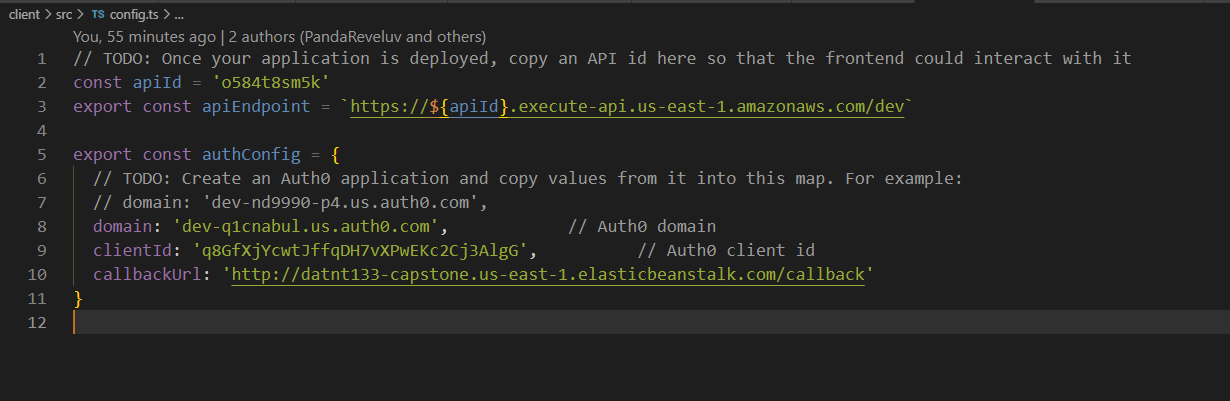 client > src > TS config.ts > ...
You, 55 minutes ago | 2 authors (PandaReveluv and others)
1 // TODO: Once your application is deployed, copy an API id here so that the frontend could interact with it
2 const apiId = 'o584t8sm5k'
3 export const apiEndpoint = `https://${apiId}.execute-api.us-east-1.amazonaws.com/dev`
4
5 export const authConfig = {
6 // TODO: Create an Auth0 application and copy values from it into this map. For example:
7 // domain: 'dev-nd9990-p4.us.auth0.com',
8 domain: 'dev-q1cnabul.us.auth0.com', // Auth0 domain
9 clientId: 'q8GfXjYcwtJffqDH7vXPwEKc2Cj3AlgG', // Auth0 client id
10 callbackUrl: 'http://datnt133-capstone.us-east-1.elasticbeanstalk.com/callback'
11 }
12